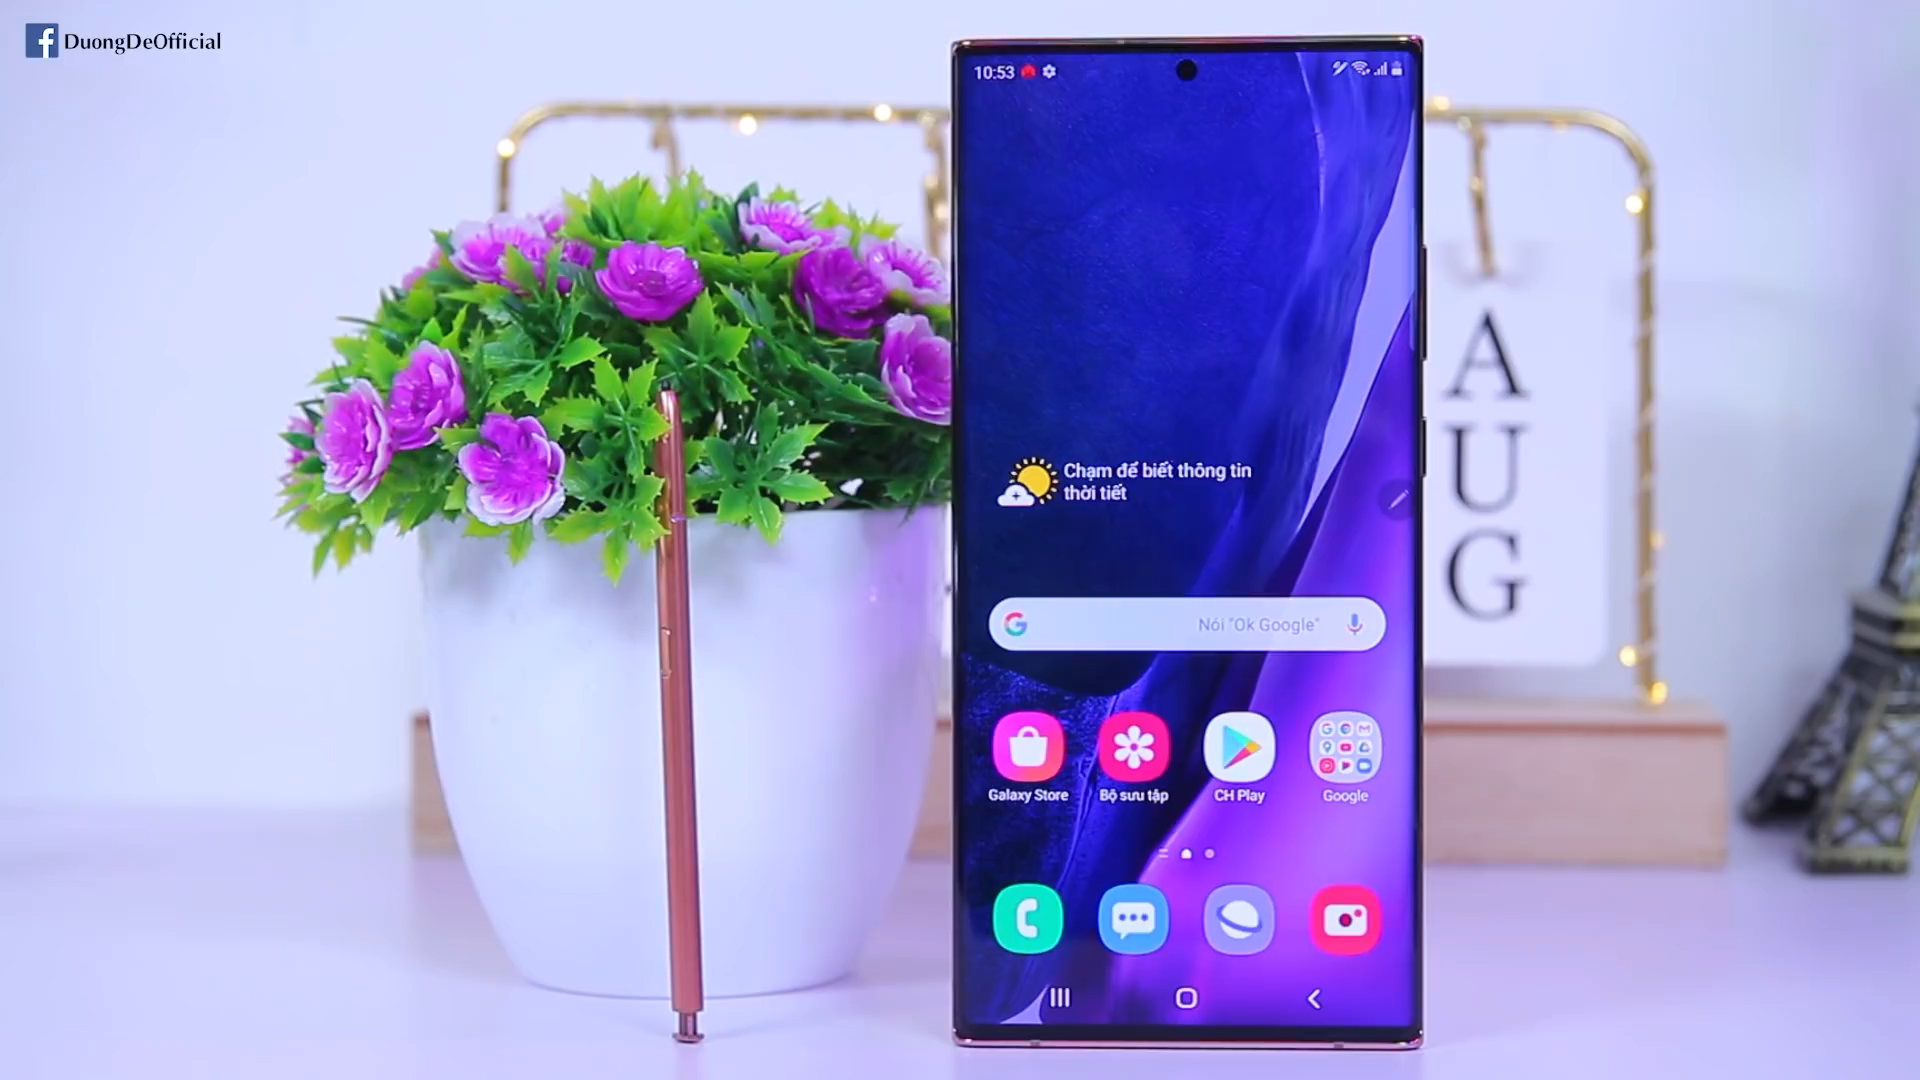 DuongDeOfficial
10:53
Chạm để biết thông tin
thời tiết
Nói "Ok Google"
Galaxy Store
Bộ sưu tập
CH Play
Google
A
U
G